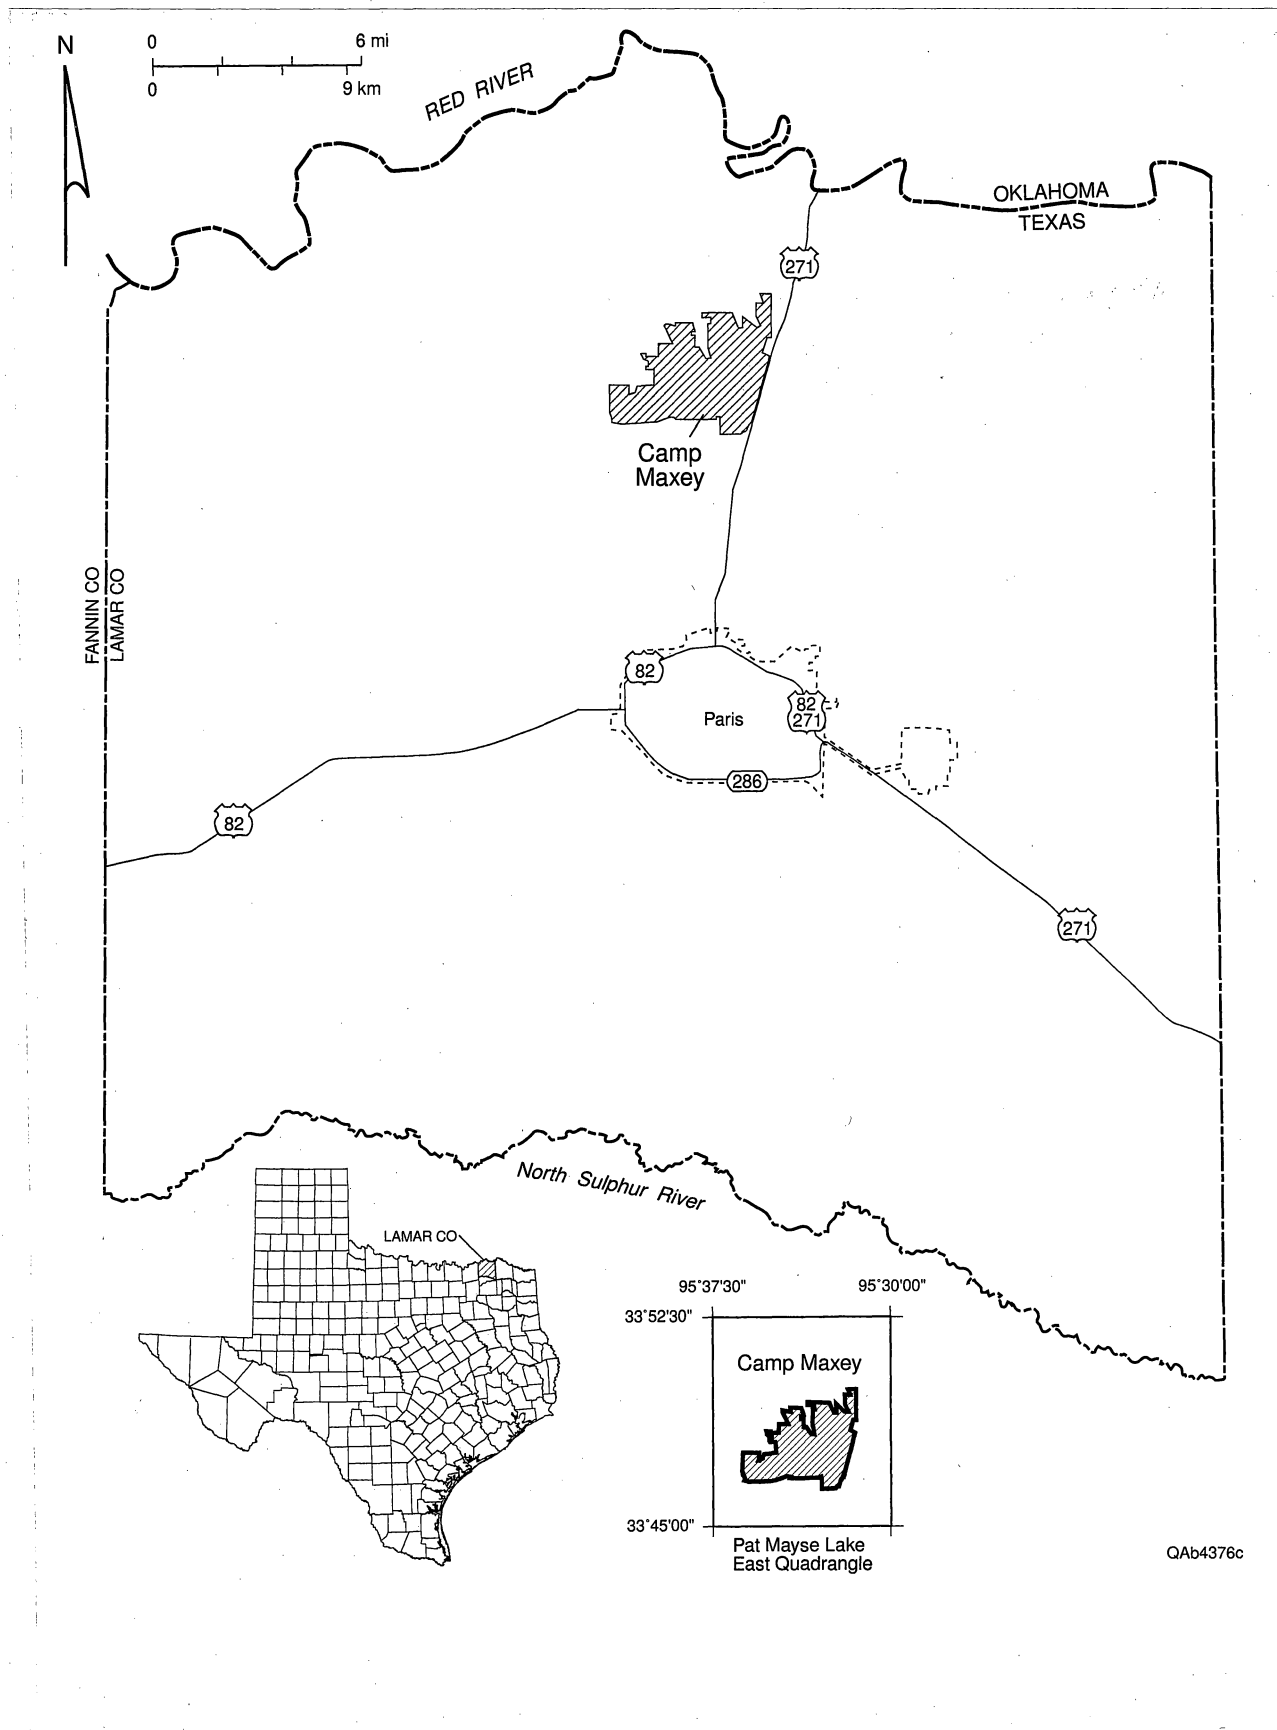 N
0 6 mi
0 9 km
RED RIVER
OKLAHOMA
TEXAS
271
Camp
Maxey
FANNIN CO
LAMAR CO
82
82
271
Paris
286
82
271
North Sulphur River
LAMAR CO
95°37'30" 95°30'00"
33°52'30"
Camp Maxey
33°45'00"
Pat Mayse Lake
East Quadrangle
QAb4376c